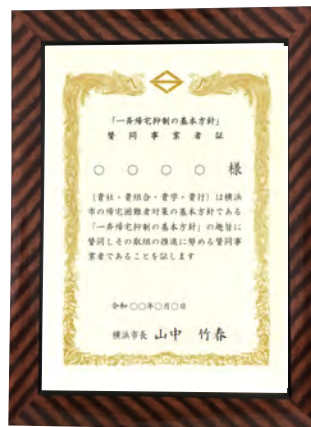 「一斉帰宅抑制の基本方針」
賛同事業者証
○○○○様
(貴社・貴組合・貴学・貴行)は横浜
市の帰宅困難者対策の基本方針である
「一斉帰宅抑制の基本方針」の趣旨に
賛同しその取組の推進に努める賛同事
業者であることを証します
令和○○年○月○日
横浜市長 山中 竹春